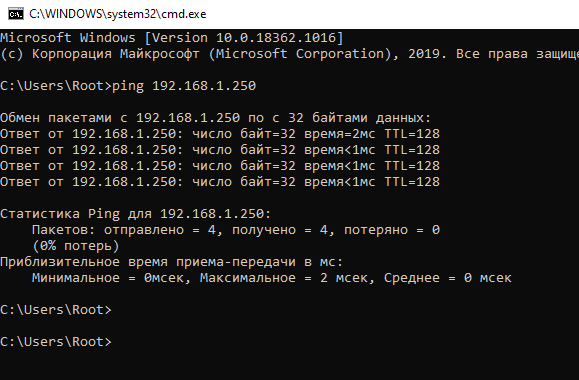 C:\WINDOWS\system32\cmd.exe
Microsoft Windows [Version 10.0.18362.1016]
(c) Корпорация Майкрософт (Microsoft Corporation), 2019. Все права защище
C:\Users\Root>ping 192.168.1.250
Обмен пакетами с 192.168.1.250 по с 32 байтами данных:
Ответ от 192.168.1.250: число байт=32 время=2мс TTL=128
Ответ от 192.168.1.250: число байт=32 время<1мс TTL=128
Ответ от 192.168.1.250: число байт=32 время<1мс TTL=128
Ответ от 192.168.1.250: число байт=32 время<1мс TTL=128
Статистика Ping для 192.168.1.250:
Пакетов: отправлено = 4, получено = 4, потеряно = 0
(0% потерь)
Приблизительное время приема-передачи в мс:
Минимальное = 0мсек, Максимальное = 2 мсек, Среднее = 0 мсек
C:\Users\Root>
C:\Users\Root>